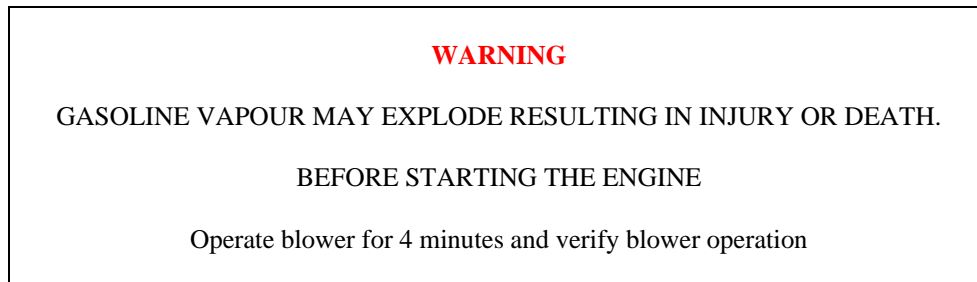 WARNING
GASOLINE VAPOUR MAY EXPLODE RESULTING IN INJURY OR DEATH.
BEFORE STARTING THE ENGINE
Operate blower for 4 minutes and verify blower operation